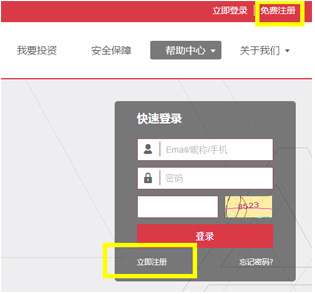 立即登录 免费注册
我要投资 安全保障 帮助中心 关于我们
快速登录
Email/昵称/手机
密码
8523
登录
立即注册 忘记密码?